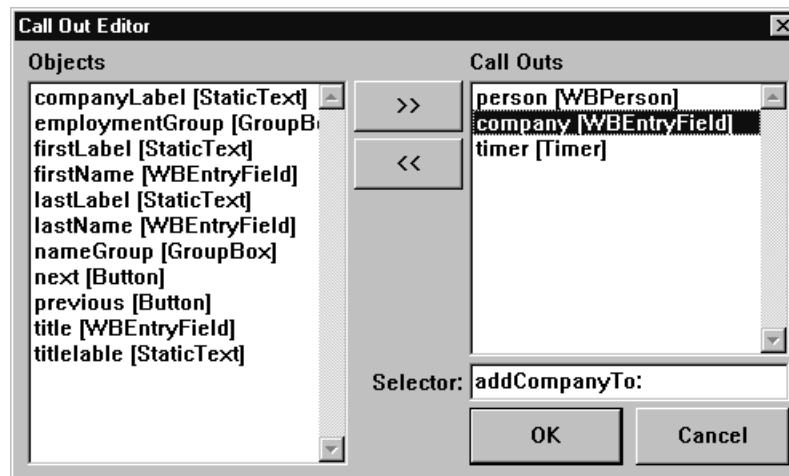 Call Out Editor
Objects
companyLabel [StaticText]
employmentGroup [GroupB
firstLabel [StaticText]
firstName [WBEntryField]
lastLabel [StaticText]
lastName [WBEntryField]
nameGroup [GroupBox]
next [Button]
previous [Button]
title [WBEntryField]
titlelable [StaticText]
>>
<<
Call Outs
person [WBPerson]
company [WBEntryField]
timer [Timer]
Selector: addCompanyTo:
OK
Cancel